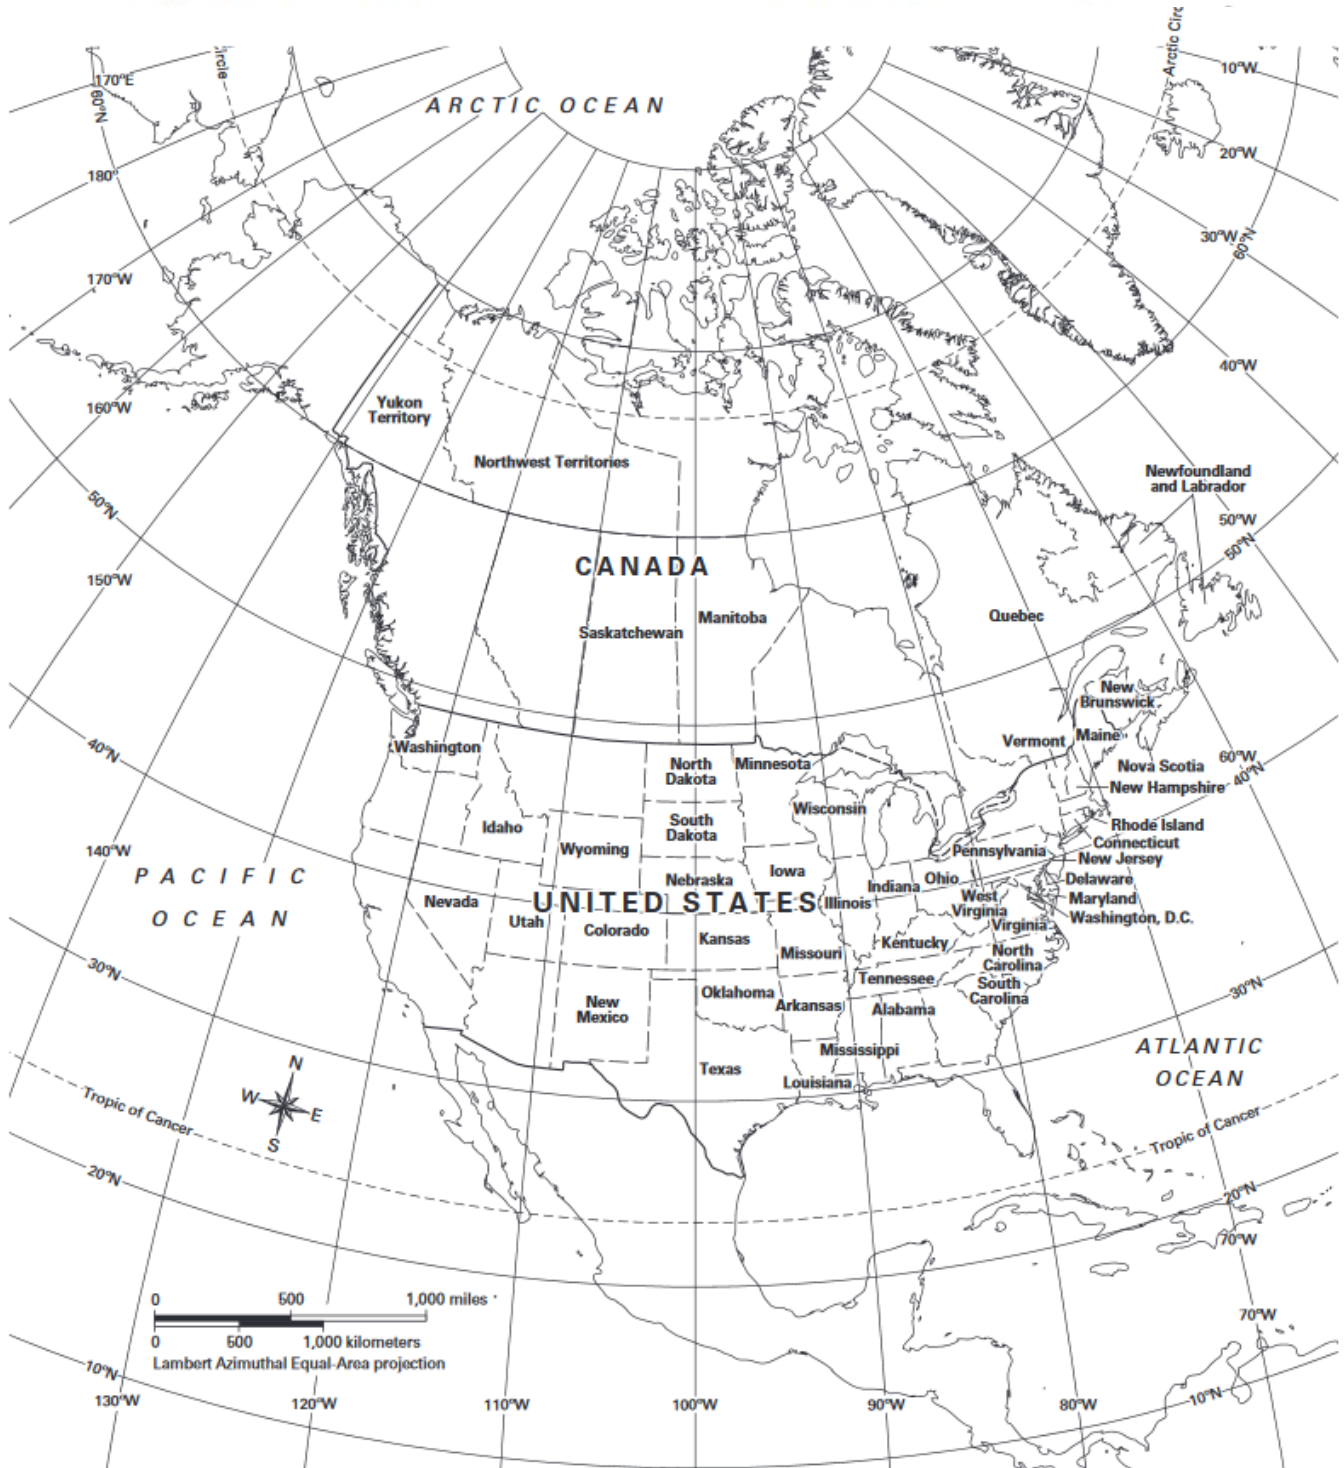 Arctic Circ
10°W
170°E
60°N
ircle
ARCTIC OCEAN
180°
20°W
30°W
60°N
170°W
40°W
160°W
Yukon
Territory
Northwest Territories
Newfoundland
and Labrador
50°N
50°W
50°N
150°W
CANADA
Saskatchewan
Manitoba
Quebec
New
Brunswick
40°N
Washington
North
Dakota
Minnesota
Vermont
Maine
60°W
40°N
Nova Scotia
New Hampshire
Wisconsin
Idaho
South
Dakota
Rhode Island
Connecticut
140°W
Wyoming
Pennsylvania
New Jersey
PACIFIC
OCEAN
Nebraska
Iowa
Indiana
Ohio
Delaware
Nevada
UNITED STATES
Illinois
West
Virginia
Maryland
Washington, D.C.
Utah
Colorado
Kansas
Missouri
Kentucky
Virginia
North
Carolina
30°N
New
Mexico
Oklahoma
Arkansas
Tennessee
Alabama
South
Carolina
30°N
ATLANTIC
OCEAN
Mississippi
Texas
Louisiana
N
W
E
S
Tropic of Cancer
Tropic of Cancer
20°N
20°N
70°W
0 500 1,000 miles
0 500 1,000 kilometers
Lambert Azimuthal Equal-Area projection
70°W
10°N
130°W
120°W
110°W
100°W
90°W
80°W
10°N